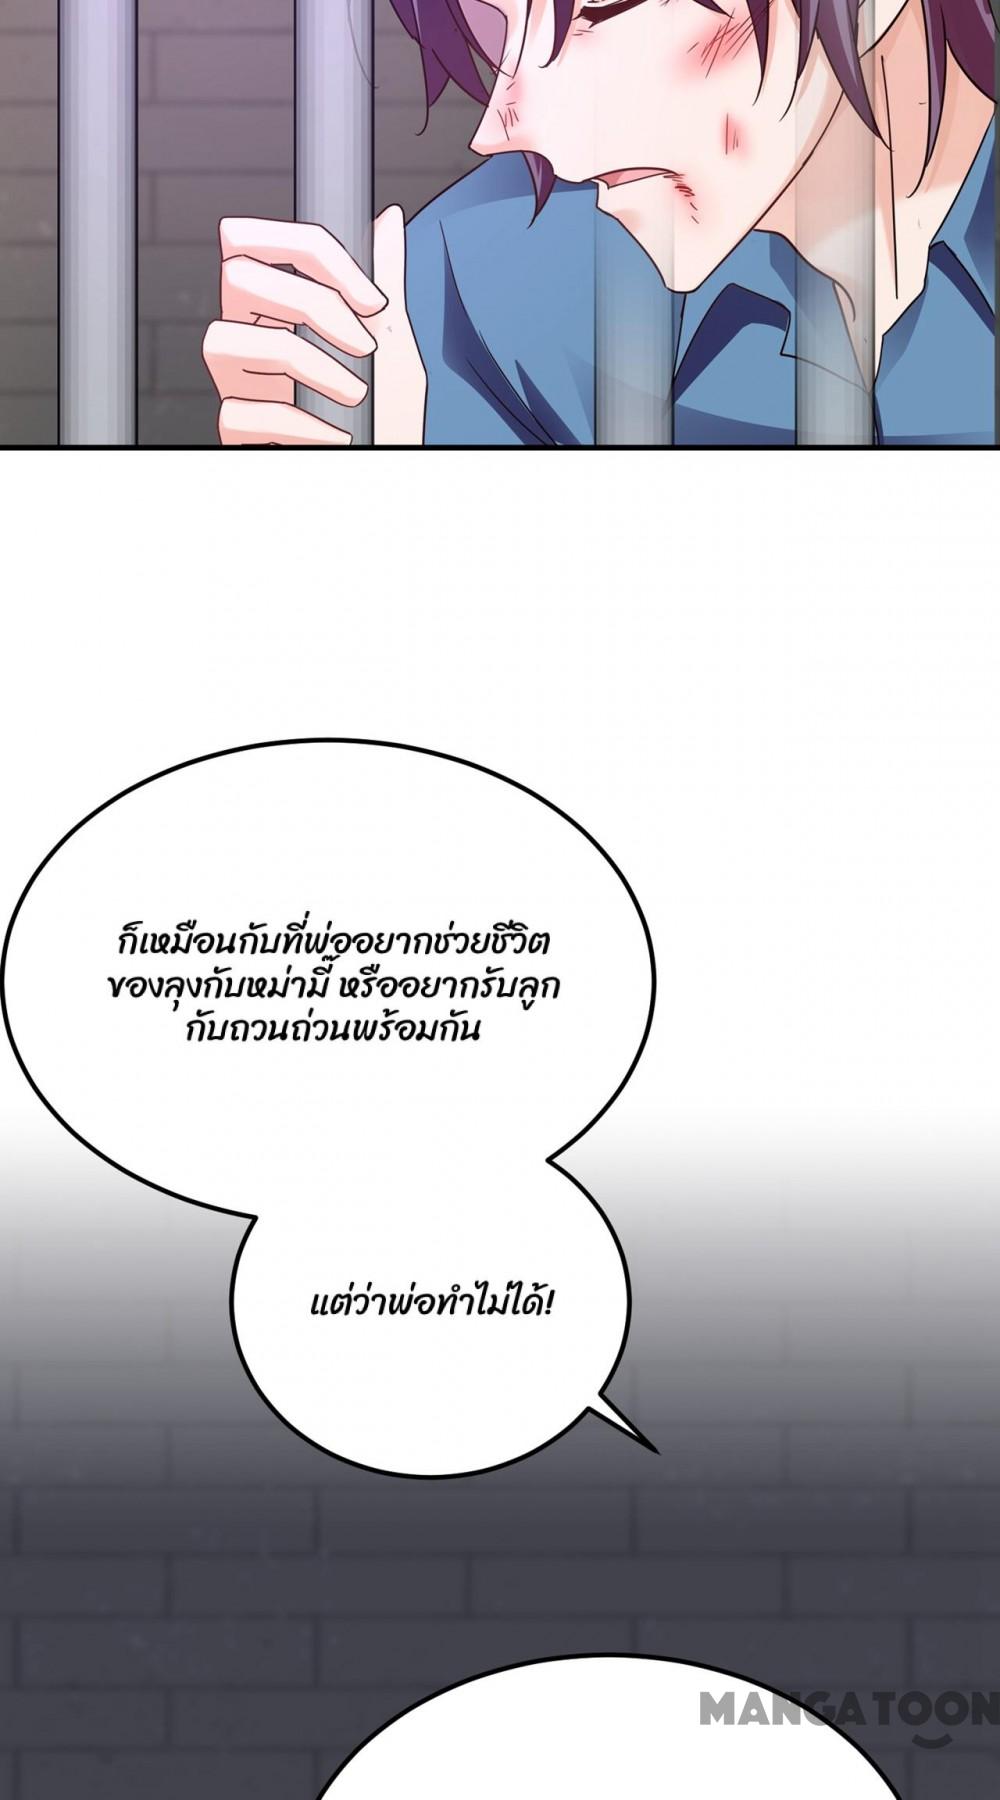 ก็เหมือนกับที่พ่ออยากช่วยชีวิต
ของลุงกับหม่ามี๊ หรืออยากรับลูก
กับถวนถ่วนพร้อมกัน
แต่ว่าพ่อทำไม่ได้!
MANGATOON